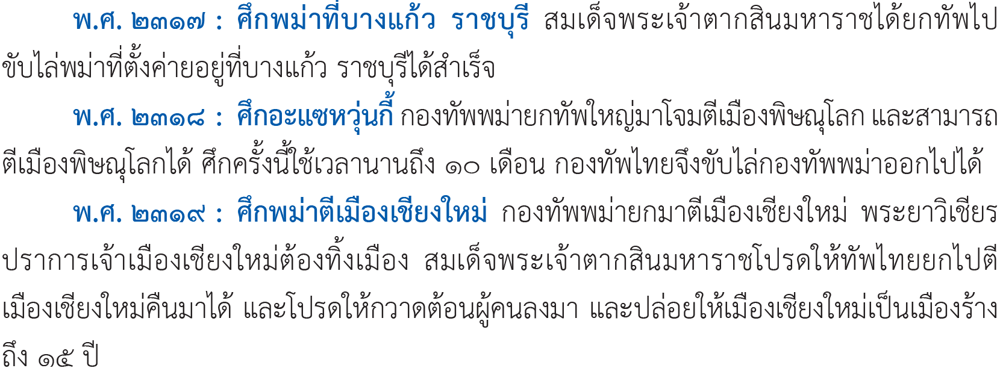 พ.ศ. ๒๓๑๗ : ศึกพม่าที่บางแก้ว ราชบุรี สมเด็จพระเจ้าตากสินมหาราชได้ยกทัพไป
ขับไล่พม่าที่ตั้งค่ายอยู่ที่บางแก้ว ราชบุรีได้สำเร็จ
พ.ศ. ๒๓๑๘ : ศึกอะแซหวุ่นกี้ กองทัพพม่ายกทัพใหญ่มาโจมตีเมืองพิษณุโลก และสามารถ
ตีเมืองพิษณุโลกได้ ศึกครั้งนี้ใช้เวลานานถึง ๑๐ เดือน กองทัพไทยจึงขับไล่กองทัพพม่าออกไปได้
พ.ศ. ๒๓๑๙ : ศึกพม่าตีเมืองเชียงใหม่ กองทัพพม่ายกมาตีเมืองเชียงใหม่ พระยาวิเชียร
ปราการเจ้าเมืองเชียงใหม่ต้องทิ้งเมือง สมเด็จพระเจ้าตากสินมหาราชโปรดให้ทัพไทยยกไปตี
เมืองเชียงใหม่คืนมาได้ และโปรดให้กวาดต้อนผู้คนลงมา และปล่อยให้เมืองเชียงใหม่เป็นเมืองร้าง
ถึง ๑๕ ปี